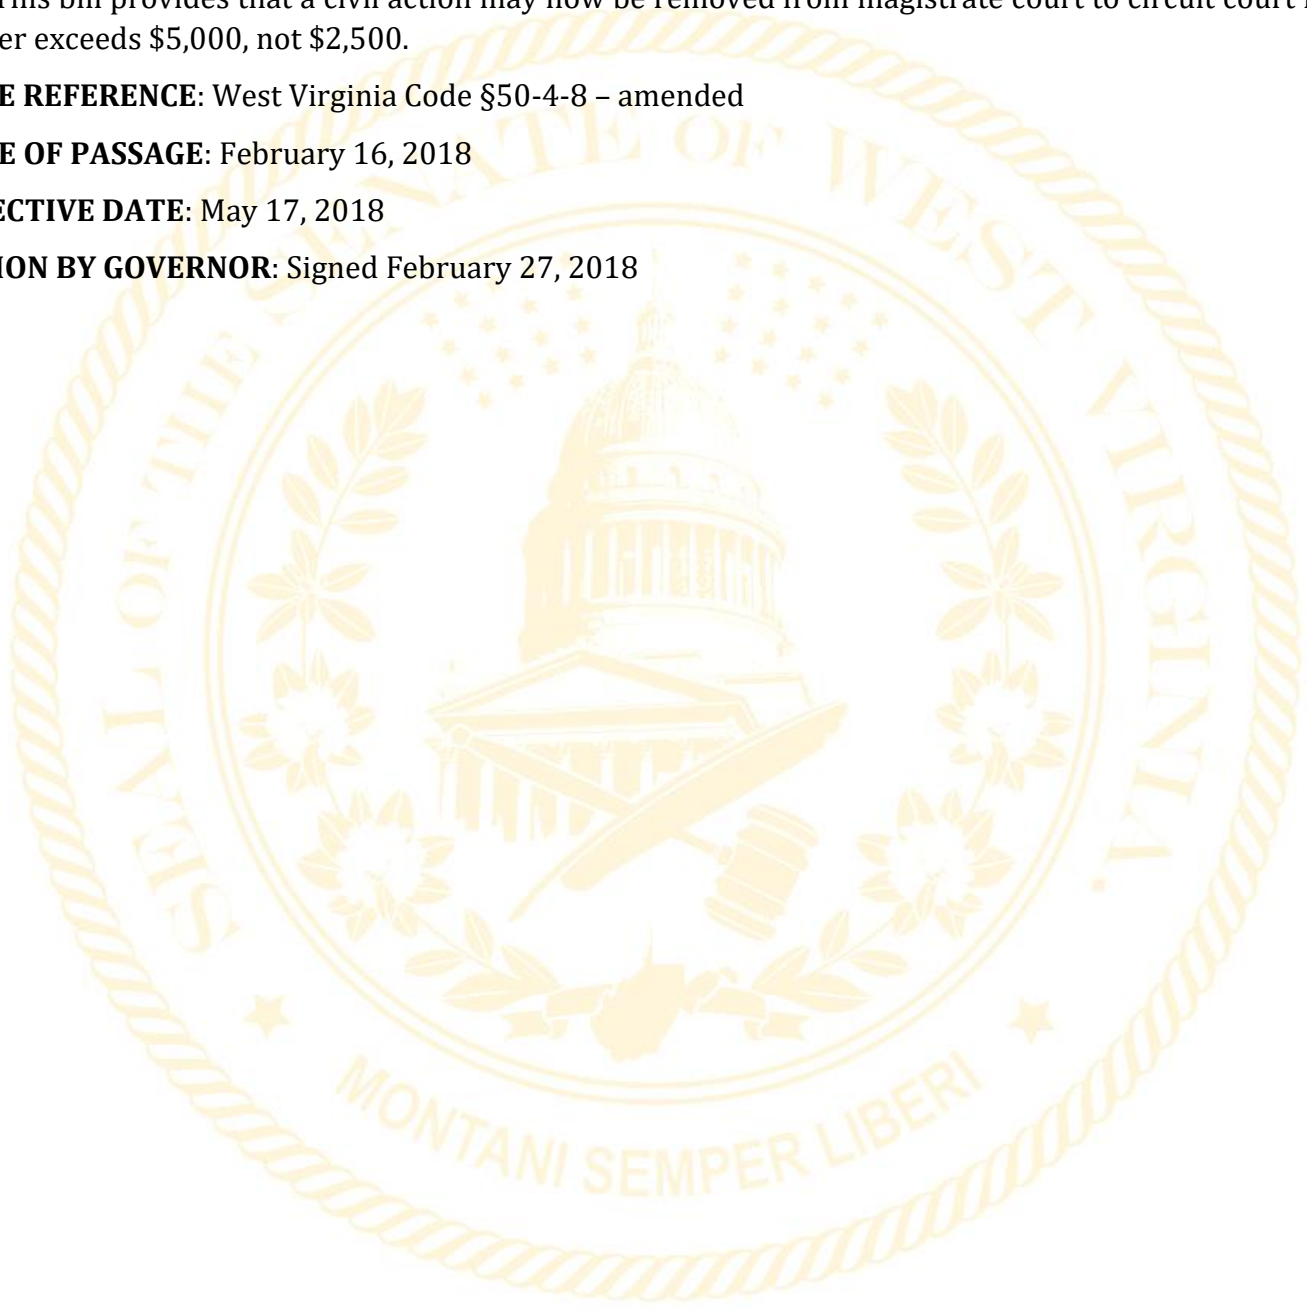 This bill provides that a civil action may now be removed from magistrate court to circuit court
er exceeds $5,000, not $2,500.
E REFERENCE: West Virginia Code §50-4-8 – amended
E OF PASSAGE: February 16, 2018
ECTIVE DATE: May 17, 2018
ION BY GOVERNOR: Signed February 27, 2018
SEAL OF THE SENATE OF WEST VIRGINIA.
MONTANI SEMPER LIBERI